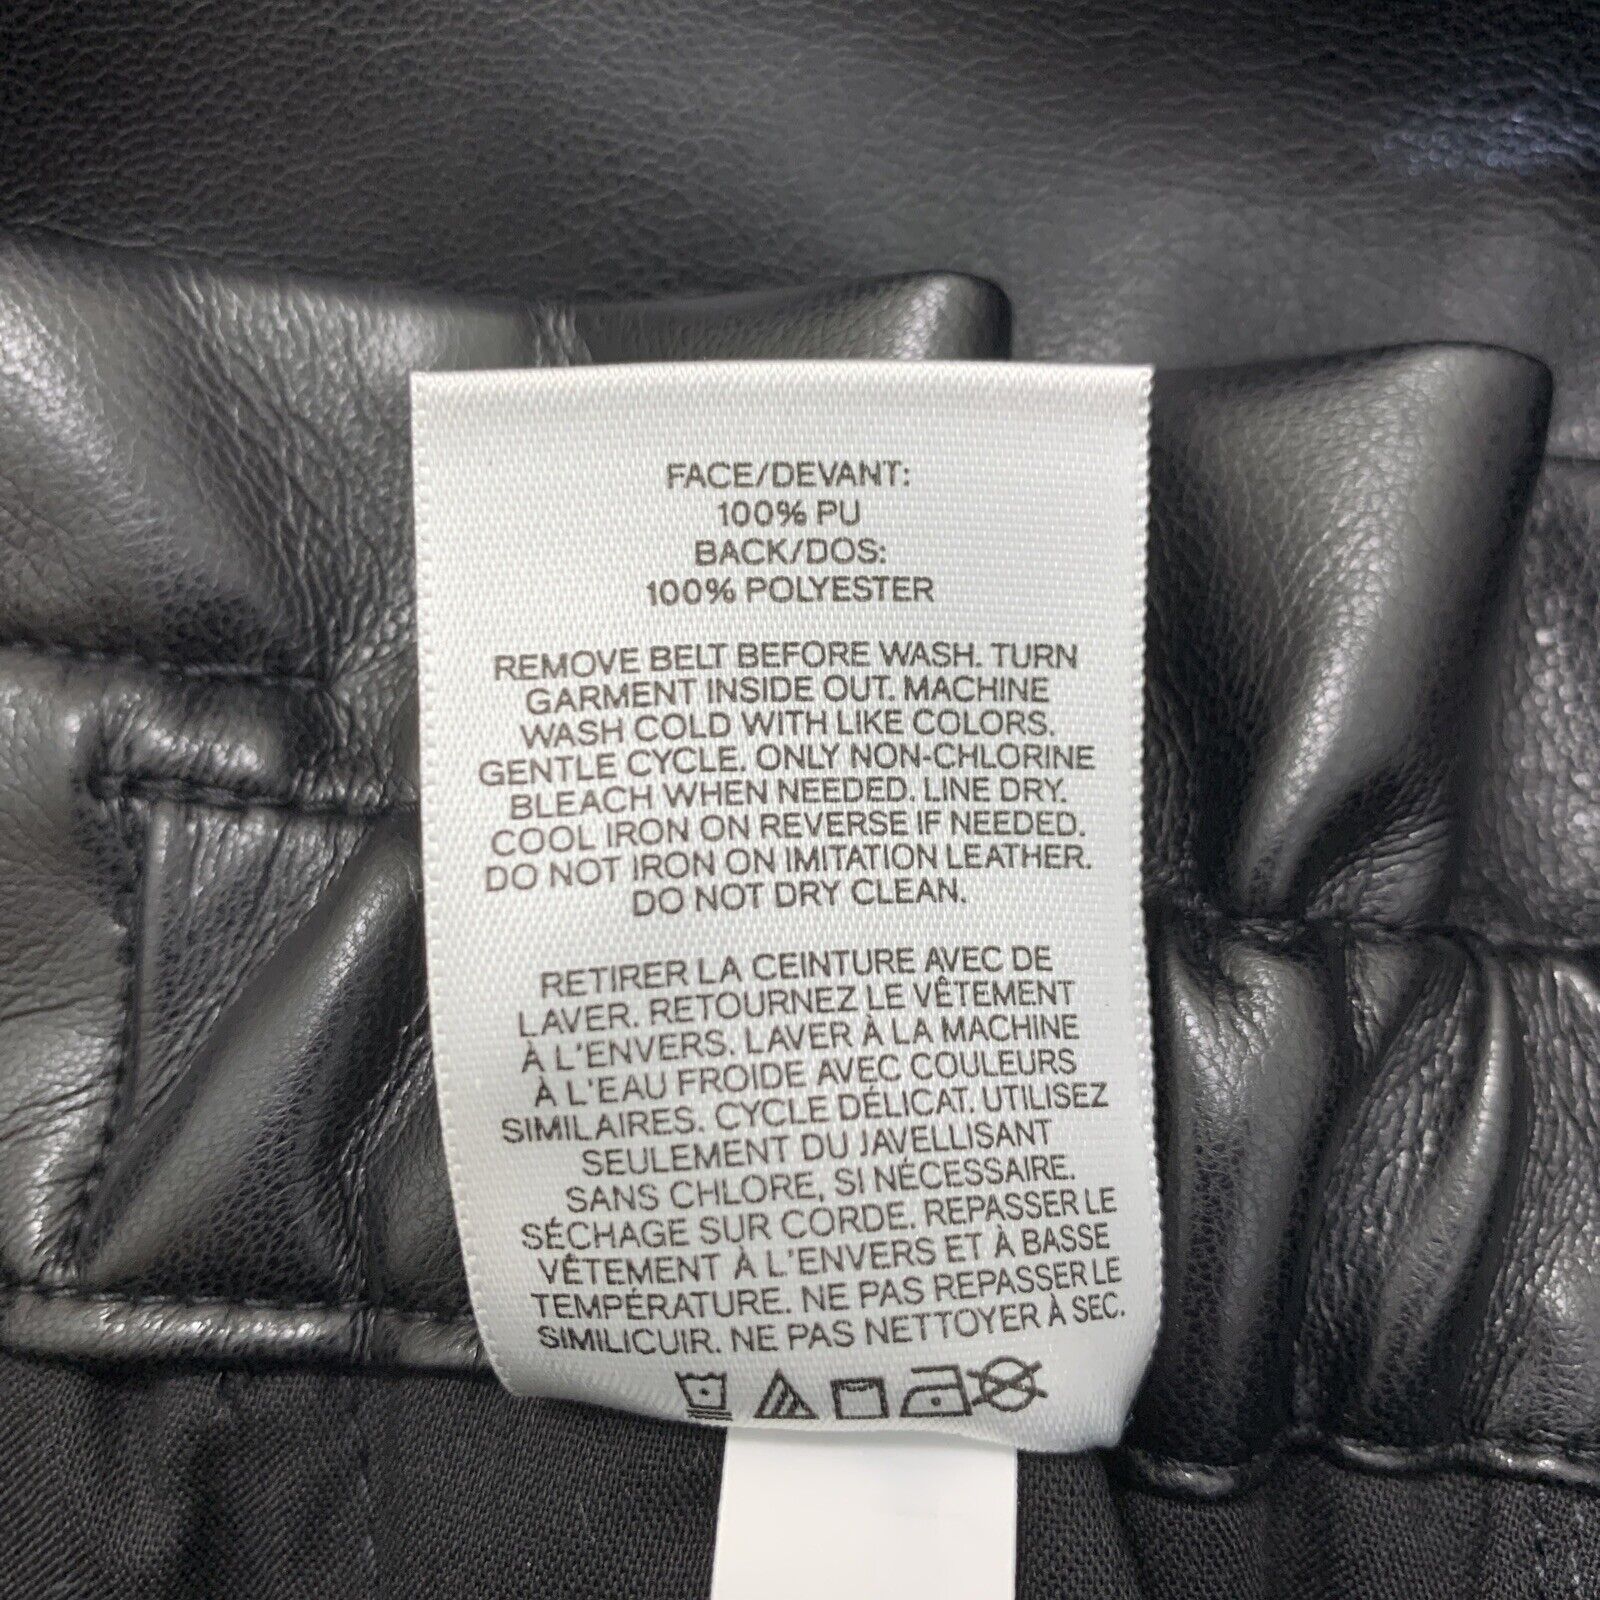 FACE/DEVANT:
100% PU
BACK/DOS:
100% POLYESTER
REMOVE BELT BEFORE WASH. TURN
GARMENT INSIDE OUT. MACHINE
WASH COLD WITH LIKE COLORS.
GENTLE CYCLE. ONLY NON-CHLORINE
BLEACH WHEN NEEDED. LINE DRY.
COOL IRON ON REVERSE IF NEEDED.
DO NOT IRON ON IMITATION LEATHER.
DO NOT DRY CLEAN.
RETIRER LA CEINTURE AVEC DE
LAVER. RETOURNEZ LE VÊTEMENT
À L'ENVERS. LAVER À LA MACHINE
À L'EAU FROIDE AVEC COULEURS
SIMILAIRES. CYCLE DÉLICAT. UTILISEZ
SEULEMENT DU JAVELLISANT
SANS CHLORE, SI NÉCESSAIRE.
SÉCHAGE SUR CORDE. REPASSER LE
VÊTEMENT À L'ENVERS ET À BASSE
TEMPÉRATURE. NE PAS REPASSER LE
SIMILICUIR. NE PAS NETTOYER À SEC.